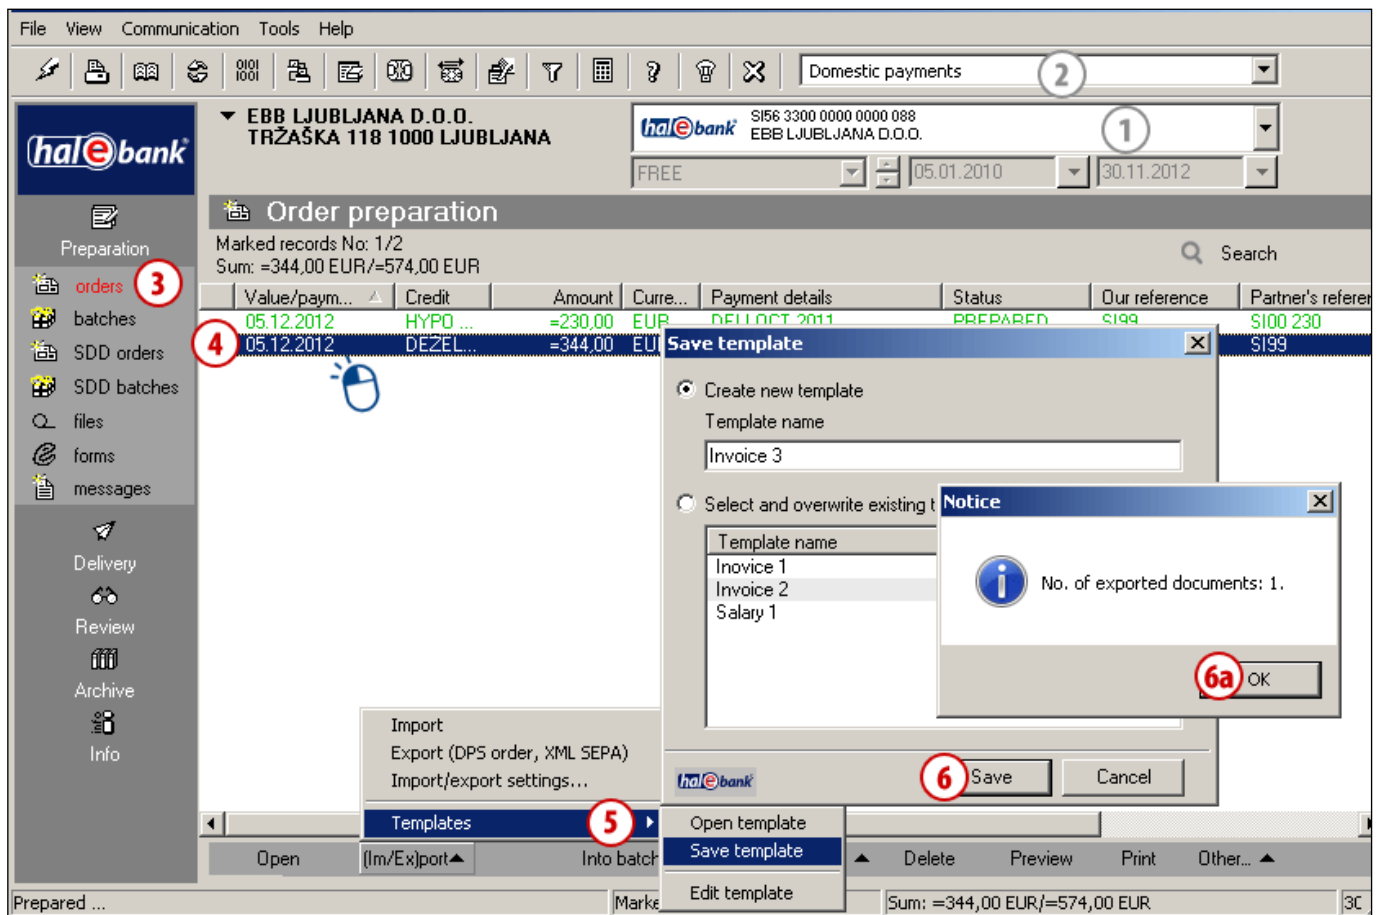 File View Communication Tools Help
Domestic payments 2
hal e bank
EBB LJUBLJANA D.O.O.
TRŽAŠKA 118 1000 LJUBLJANA
hal e bank SI56 3300 0000 0000 088
EBB LJUBLJANA D.O.O. 1
FREE 05.01.2010 30.11.2012
Order preparation
Marked records No: 1/2
Sum: =344,00 EUR/=574,00 EUR
Search
Preparation
orders 3
batches
SDD orders
SDD batches
files
forms
messages
Delivery
Review
Archive
Info
Value/paym... Credit Amount Curre... Payment details Status Our reference Partner's referer
05.12.2012 HYPO ... =230,00 EUR DELLOCT 2011 PREPARED SI99 SI00 230
4 05.12.2012 DEZEL... =344,00 SI99
Save template
Create new template
Template name
Invoice 3
Select and overwrite existing t
Template name
Inovice 1
Invoice 2
Salary 1
hal e bank 6 Save Cancel
Notice
No. of exported documents: 1.
6a OK
Import
Export (DPS order, XML SEPA)
Import/export settings...
Templates 5
Open template
Save template
Edit template
Open (Im/Ex)port Into batch Delete Preview Print Other...
Prepared ... Marke Sum: =344,00 EUR/=574,00 EUR